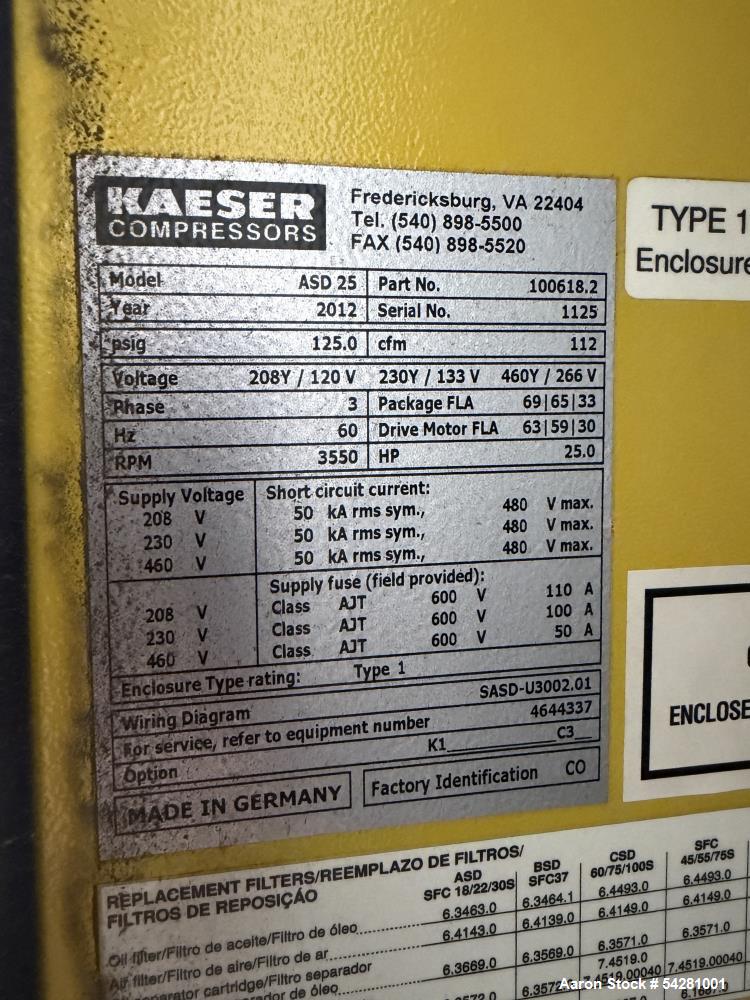 KAESER
COMPRESSORS
Fredericksburg, VA 22404
Tel. (540) 898-5500
FAX (540) 898-5520
Model ASD 25 Part No. 100618.2
Year 2012 Serial No. 1125
psig 125.0 cfm 112
Voltage 208Y / 120 V 230Y / 133 V 460Y / 266 V
Phase 3 Package FLA 69|65|33
Hz 60 Drive Motor FLA 63|59|30
RPM 3550 HP 25.0
Supply Voltage Short circuit current:
208 V 50 kA rms sym., 480 V max.
230 V 50 kA rms sym., 480 V max.
460 V 50 kA rms sym., 480 V max.
Supply fuse (field provided):
208 V Class AJT 600 V 110 A
230 V Class AJT 600 V 100 A
460 V Class AJT 600 V 50 A
Enclosure Type rating: Type 1
Wiring Diagram SASD-U3002.01
For service, refer to equipment number 4644337
Option K1 C3
MADE IN GERMANY Factory Identification CO
TYPE 1
Enclosure
ENCLOSE
REPLACEMENT FILTERS/REEMPLAZO DE FILTROS/
FILTROS DE REPOSIÇÃO
ASD
SFC 18/22/30S
BSD
SFC37
CSD
60/75/100S
SFC
45/55/75S
Oil filter/Filtro de aceite/Filtro de óleo 6.3463.0 6.3464.1 6.4493.0 6.4493.0
Air filter/Filtro de aire/Filtro de ar 6.4143.0 6.4139.0 6.4149.0 6.4149.0
cartridge/Filtro separador
de óleo 6.3669.0 6.3569.0 6.3571.0 6.3571.0
7.4519.0 7.4519.00040
Aaron Stock # 54281001